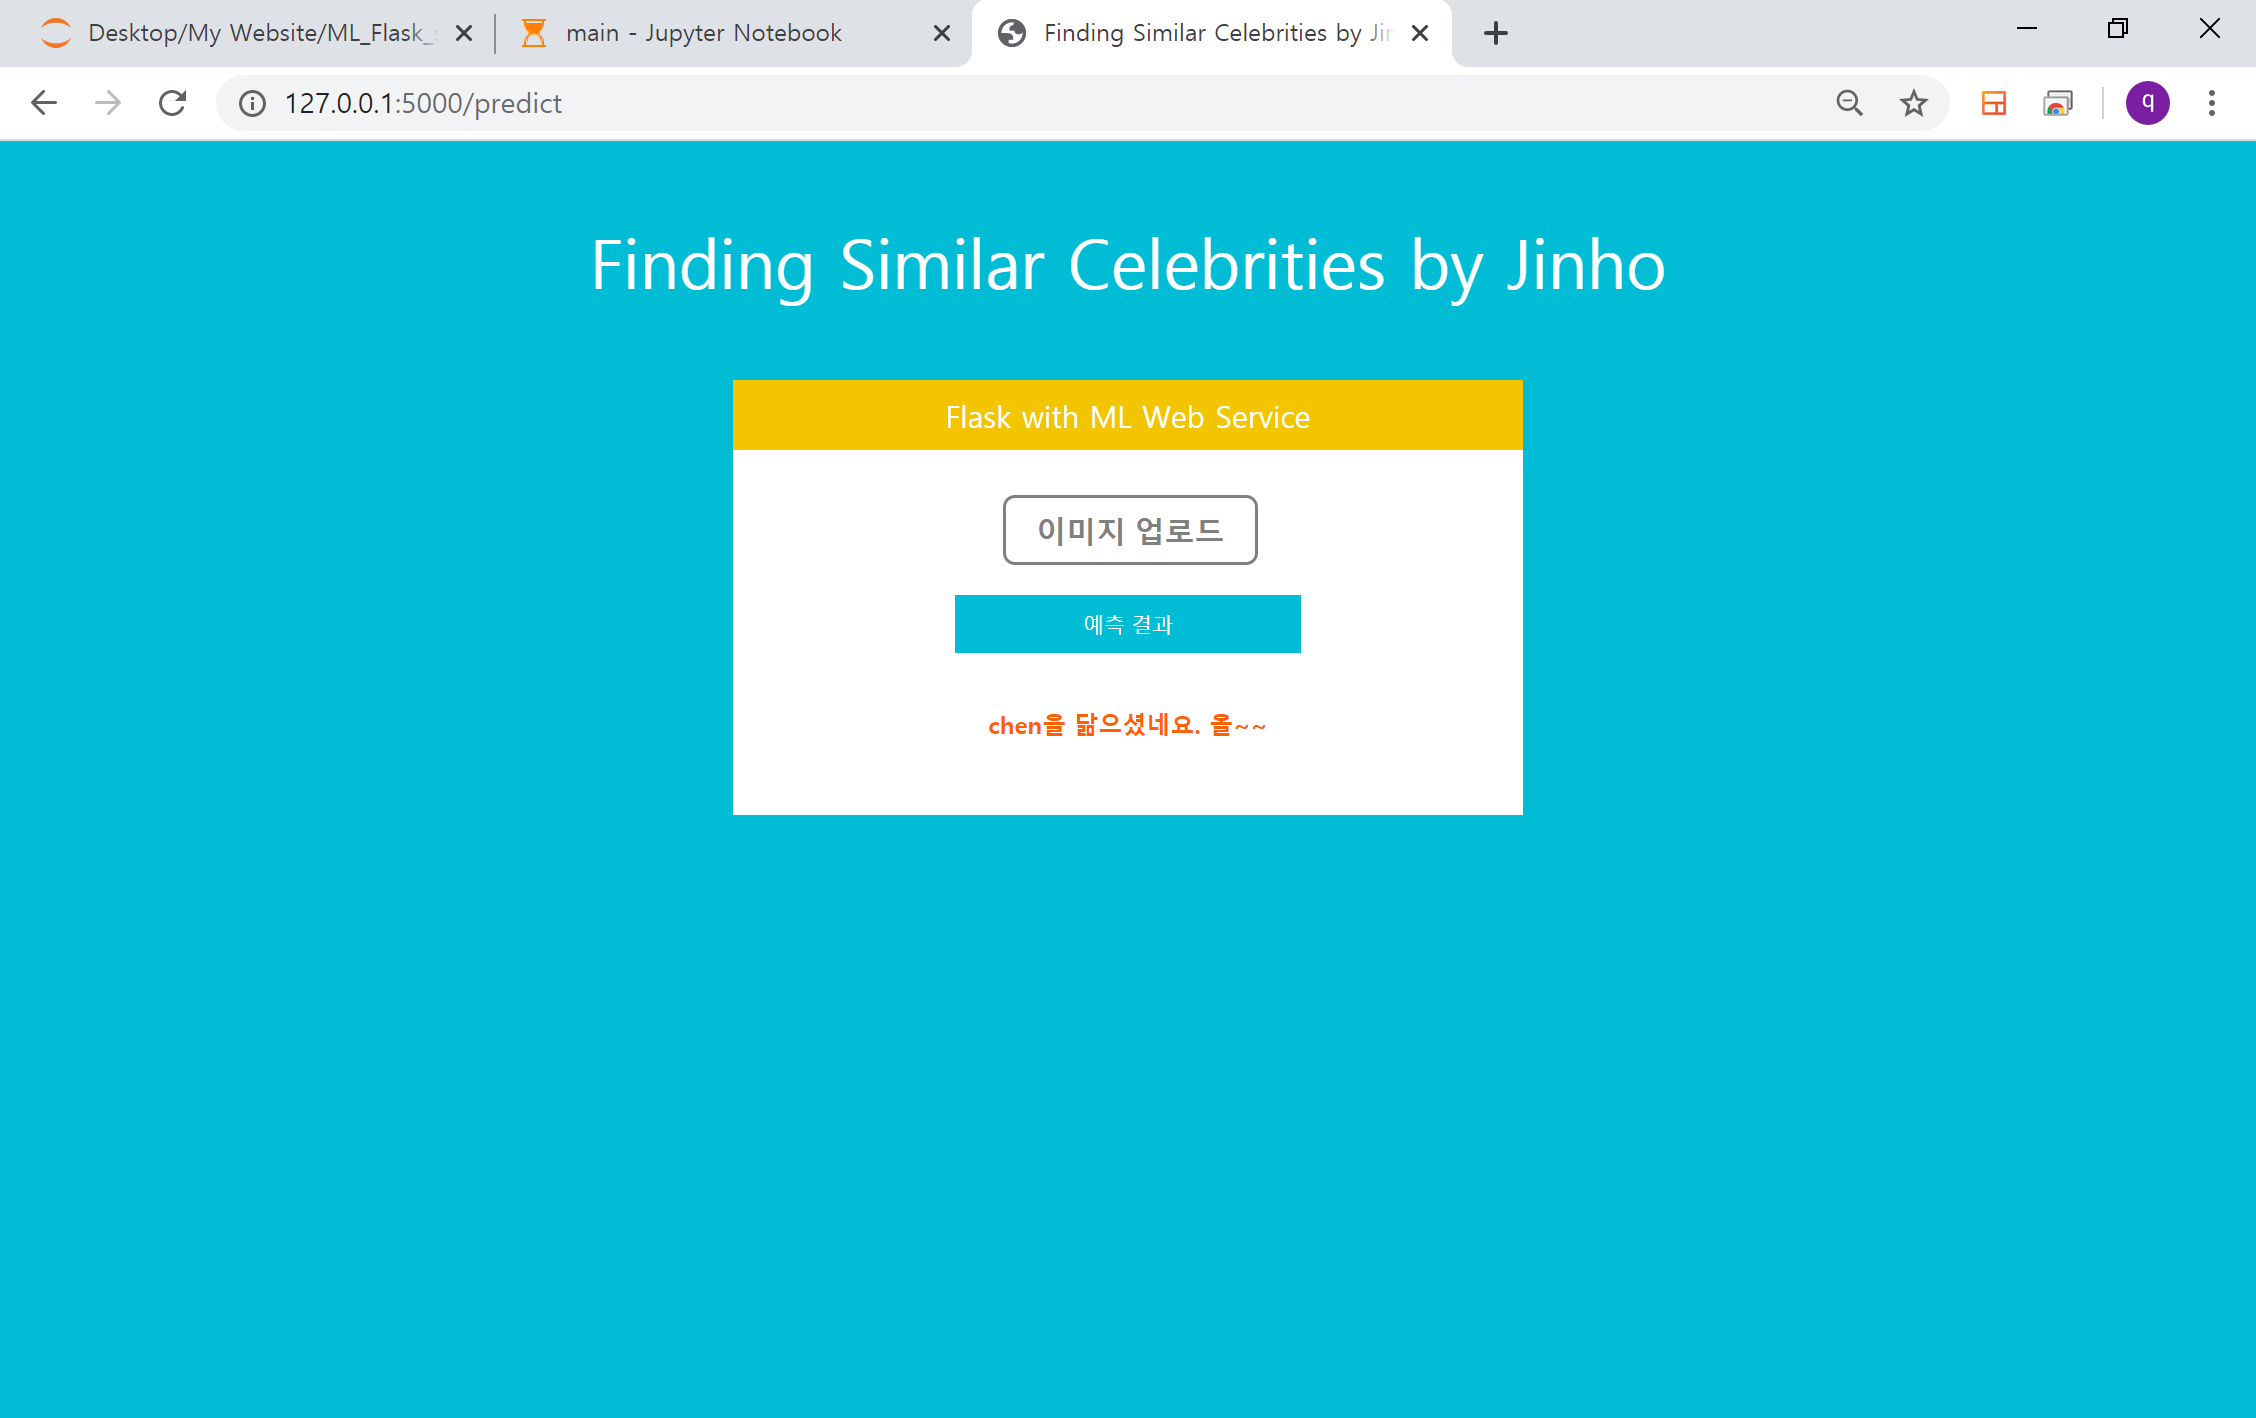 Desktop/My Website/ML_Flask_s
main - Jupyter Notebook
Finding Similar Celebrities by Jin
127.0.0.1:5000/predict
q
Finding Similar Celebrities by Jinho
Flask with ML Web Service
이미지 업로드
예측 결과
chen을 닮으셨네요. 올~~